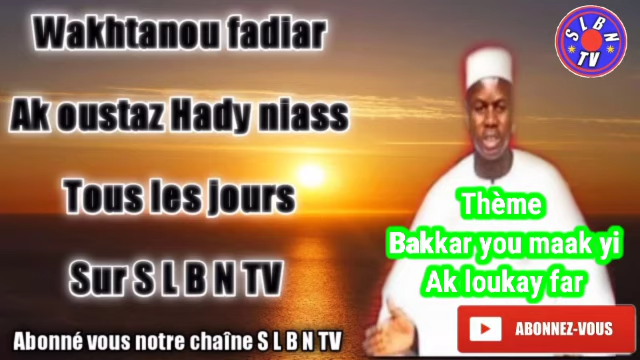 Wakhtanou fadiar
Ak oustaz Hady niass
Tous les jours
Sur S L B N TV
Abonné vous notre chaîne S L B N TV
S L B N
TV
Thème
Bakkar you maak yi
Ak loukay far
ABONNEZ-VOUS